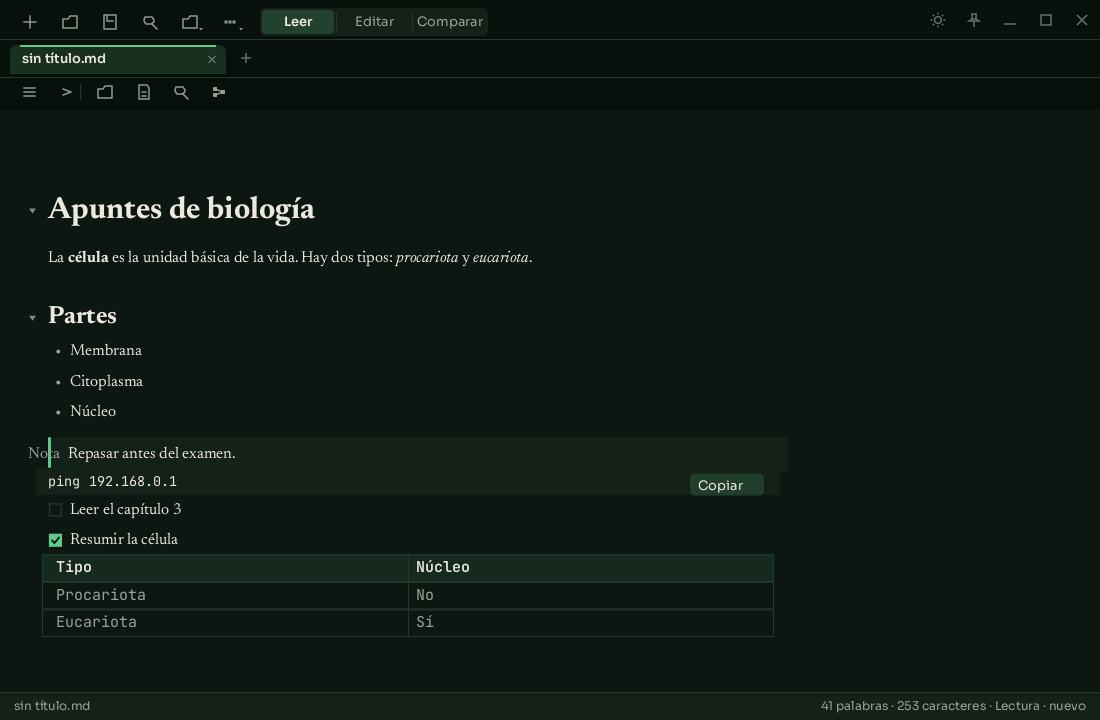 Leer Editar Comparar
sin título.md
Apuntes de biología
La célula es la unidad básica de la vida. Hay dos tipos: procariota y eucariota.
Partes
• Membrana
• Citoplasma
• Núcleo
Nota Repasar antes del examen.
ping 192.168.0.1 Copiar
Leer el capítulo 3
Resumir la célula
Tipo Núcleo
Procariota No
Eucariota Sí
sin título.md 41 palabras · 253 caracteres · Lectura · nuevo